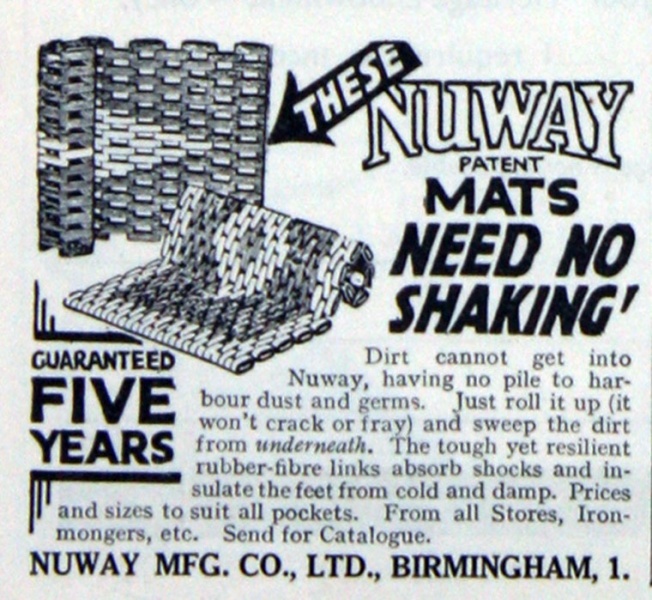 THESE
NUWAY
PATENT
MATS
NEED NO
SHAKING'
GUARANTEED
FIVE
YEARS
Dirt cannot get into
Nuway, having no pile to har-
bour dust and germs. Just roll it up (it
won't crack or fray) and sweep the dirt
from underneath. The tough yet resilient
rubber-fibre links absorb shocks and in-
sulate the feet from cold and damp. Prices
and sizes to suit all pockets. From all Stores, Iron-
mongers, etc. Send for Catalogue.
NUWAY MFG. CO., LTD., BIRMINGHAM, 1.